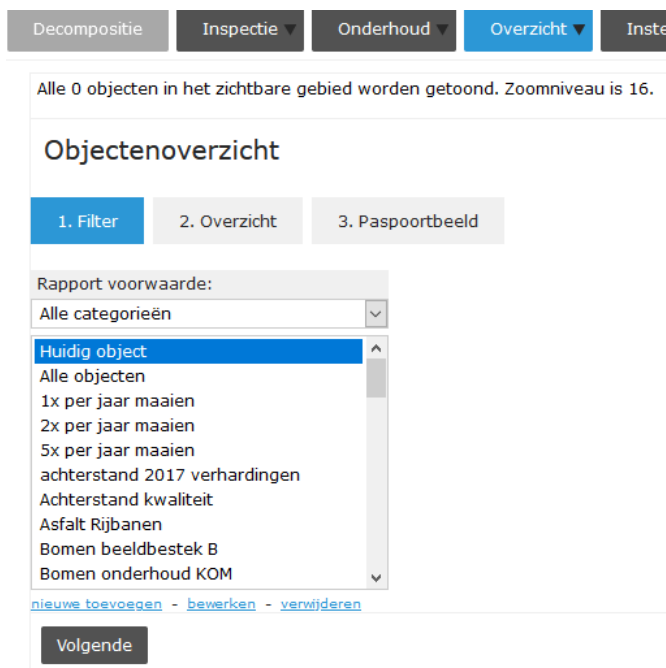 Decompositie Inspectie Onderhoud Overzicht
Alle 0 objecten in het zichtbare gebied worden getoond. Zoomniveau is 16.
Objectenoverzicht
1. Filter 2. Overzicht 3. Paspoortbeeld
Rapport voorwaarde:
Alle categorieën
Huidig object
Alle objecten
1x per jaar maaien
2x per jaar maaien
5x per jaar maaien
achterstand 2017 verhardingen
Achterstand kwaliteit
Asfalt Rijbanen
Bomen beeldbestek B
Bomen onderhoud KOM
nieuwe toevoegen - bewerken - verwijderen
Volgende